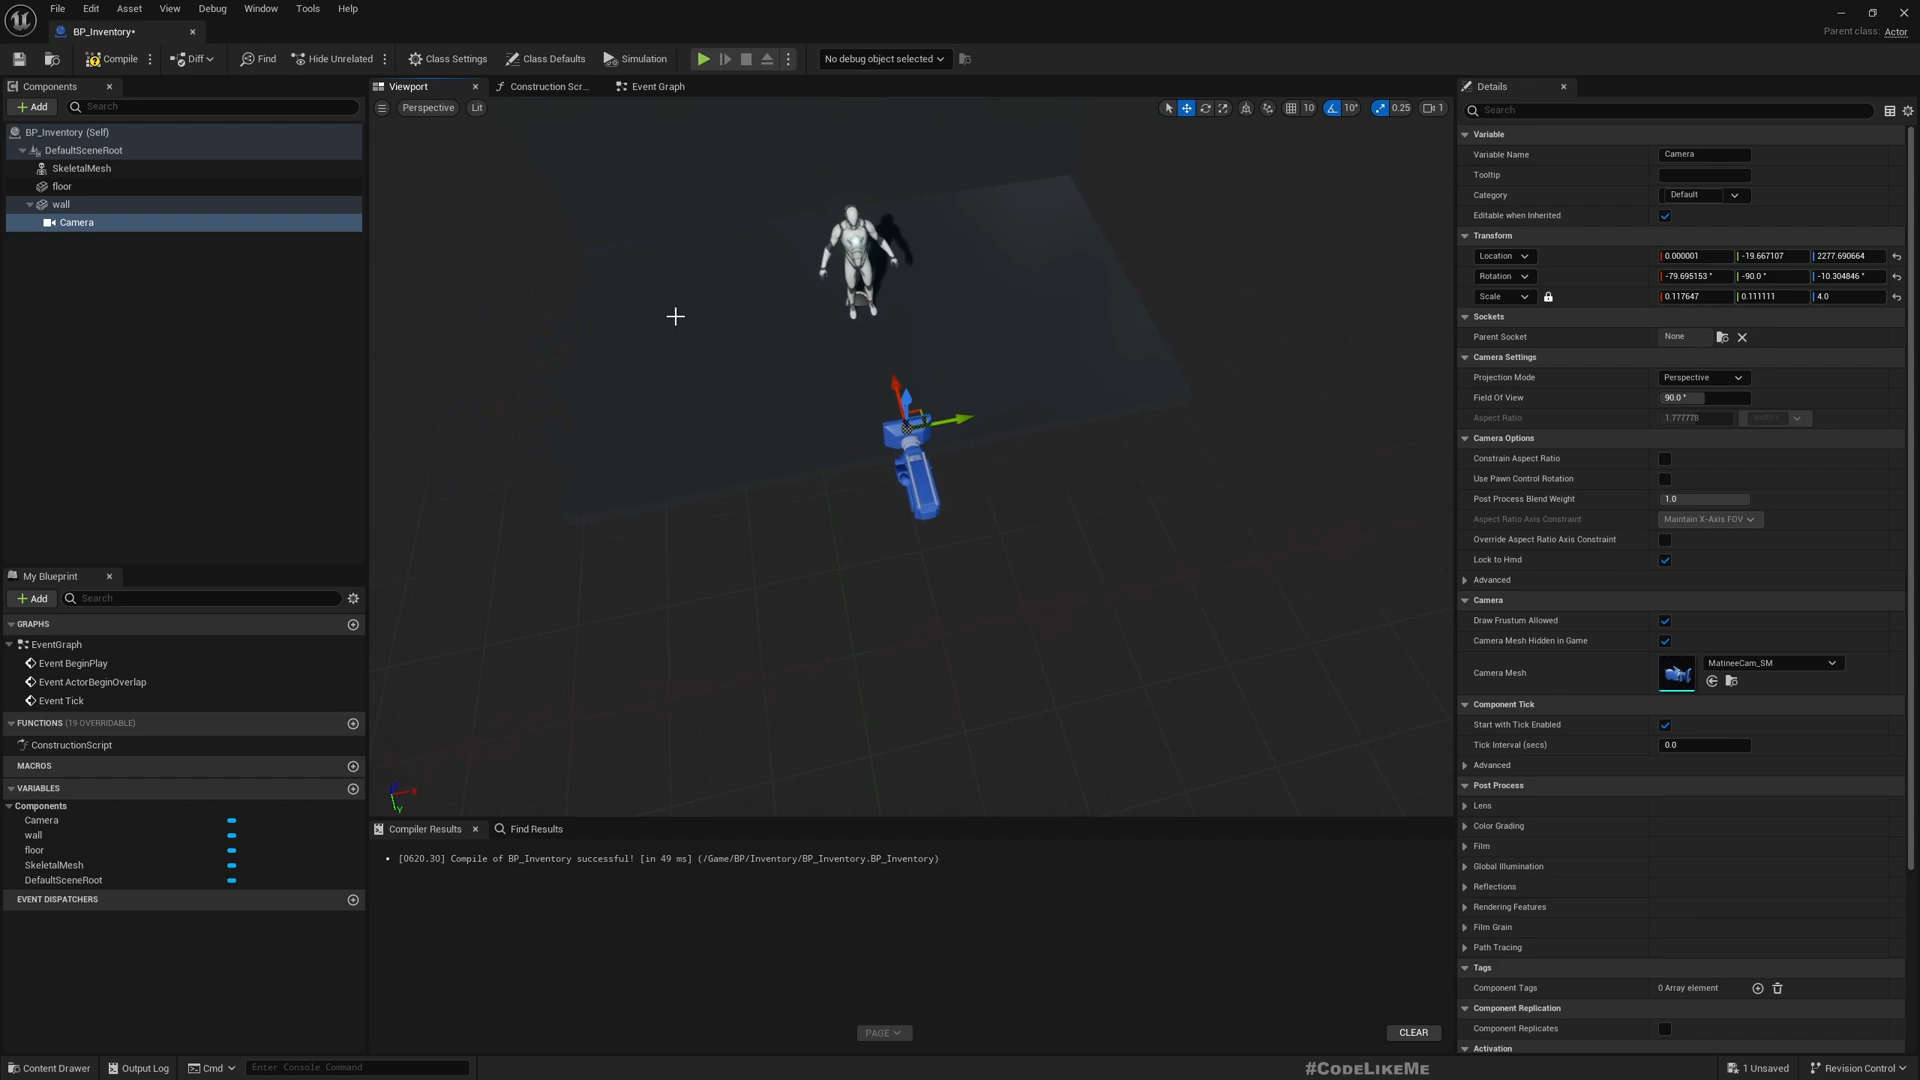 File Edit Asset View Debug Window Tools Help
BP_Inventory•
Parent class: Actor
Compile Diff Find Hide Unrelated Class Settings Class Defaults Simulation No debug object selected
Components
Add Search
BP_Inventory (Self)
DefaultSceneRoot
SkeletalMesh
floor
wall
Camera
Viewport Construction Scr... Event Graph
Perspective Lit 10 10° 0.25 1
X
Y
My Blueprint
Add Search
GRAPHS
EventGraph
Event BeginPlay
Event ActorBeginOverlap
Event Tick
FUNCTIONS (19 OVERRIDABLE)
ConstructionScript
MACROS
VARIABLES
Components
Camera
wall
floor
SkeletalMesh
DefaultSceneRoot
EVENT DISPATCHERS
Compiler Results Find Results
• [0620.30] Compile of BP_Inventory successful! [in 49 ms] (/Game/BP/Inventory/BP_Inventory.BP_Inventory)
PAGE CLEAR
Details
Search
Variable
Variable Name Camera
Tooltip
Category Default
Editable when Inherited
Transform
Location 0.000001 -19.667107 2277.690664
Rotation -79.695153 ° -90.0 ° -10.304846 °
Scale 0.117647 0.111111 4.0
Sockets
Parent Socket None
Camera Settings
Projection Mode Perspective
Field Of View 90.0 °
Aspect Ratio 1.777778
Camera Options
Constrain Aspect Ratio
Use Pawn Control Rotation
Post Process Blend Weight 1.0
Aspect Ratio Axis Constraint Maintain X-Axis FOV
Override Aspect Ratio Axis Constraint
Lock to Hmd
Advanced
Camera
Draw Frustum Allowed
Camera Mesh Hidden in Game
Camera Mesh MatineeCam_SM
Component Tick
Start with Tick Enabled
Tick Interval (secs) 0.0
Advanced
Post Process
Lens
Color Grading
Film
Global Illumination
Reflections
Rendering Features
Film Grain
Path Tracing
Tags
Component Tags 0 Array element
Component Replication
Component Replicates
Activation
Content Drawer Output Log Cmd Enter Console Command #CODELIKEME 1 Unsaved Revision Control